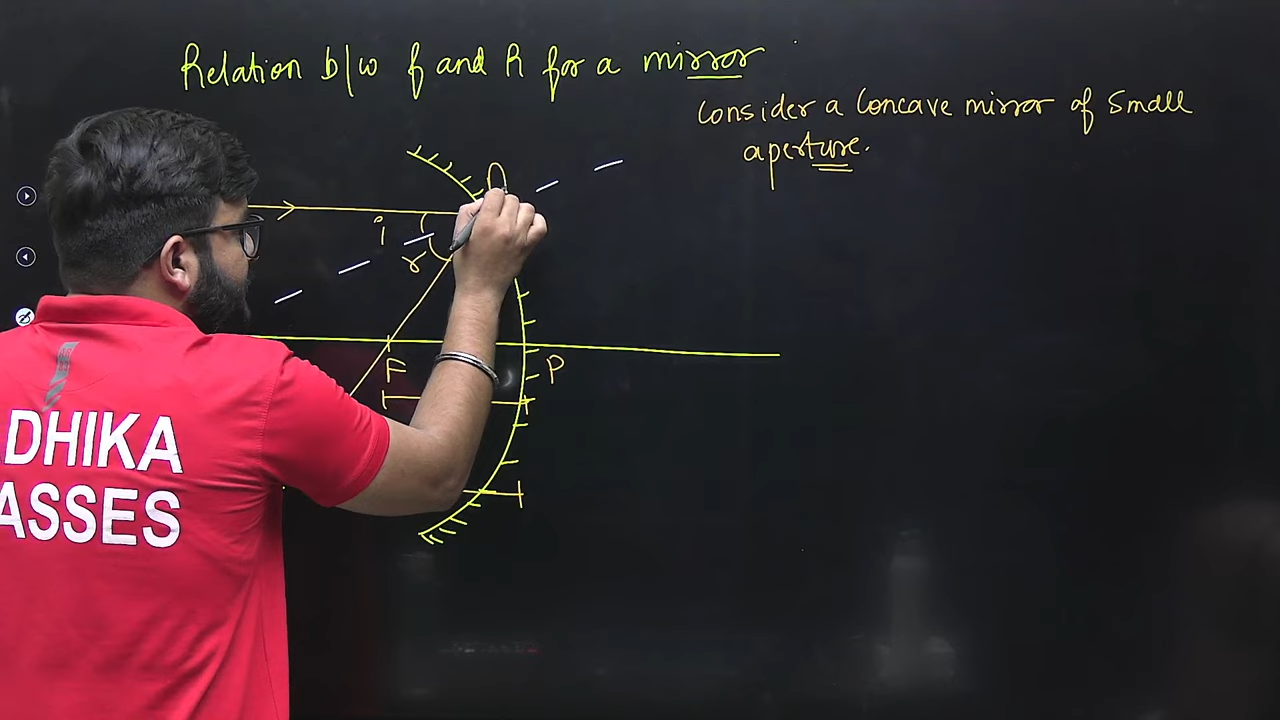 Relation b/w f and R for a mirror
Consider a Concave mirror of Small
aperture.
i
r
F
P
DHIKA
ASSES